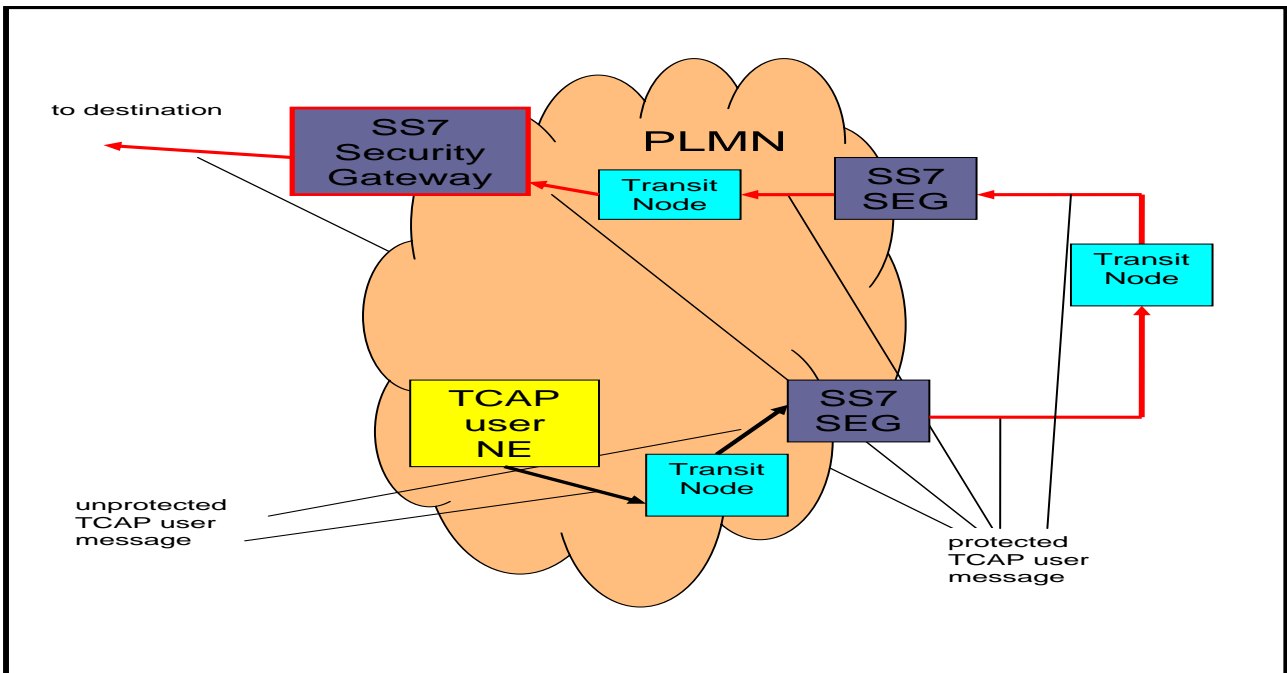 to destination
SS7
Security
Gateway
PLMN
Transit
Node
SS7
SEG
Transit
Node
TCAP
user
NE
SS7
SEG
Transit
Node
unprotected
TCAP user
message
protected
TCAP user
message